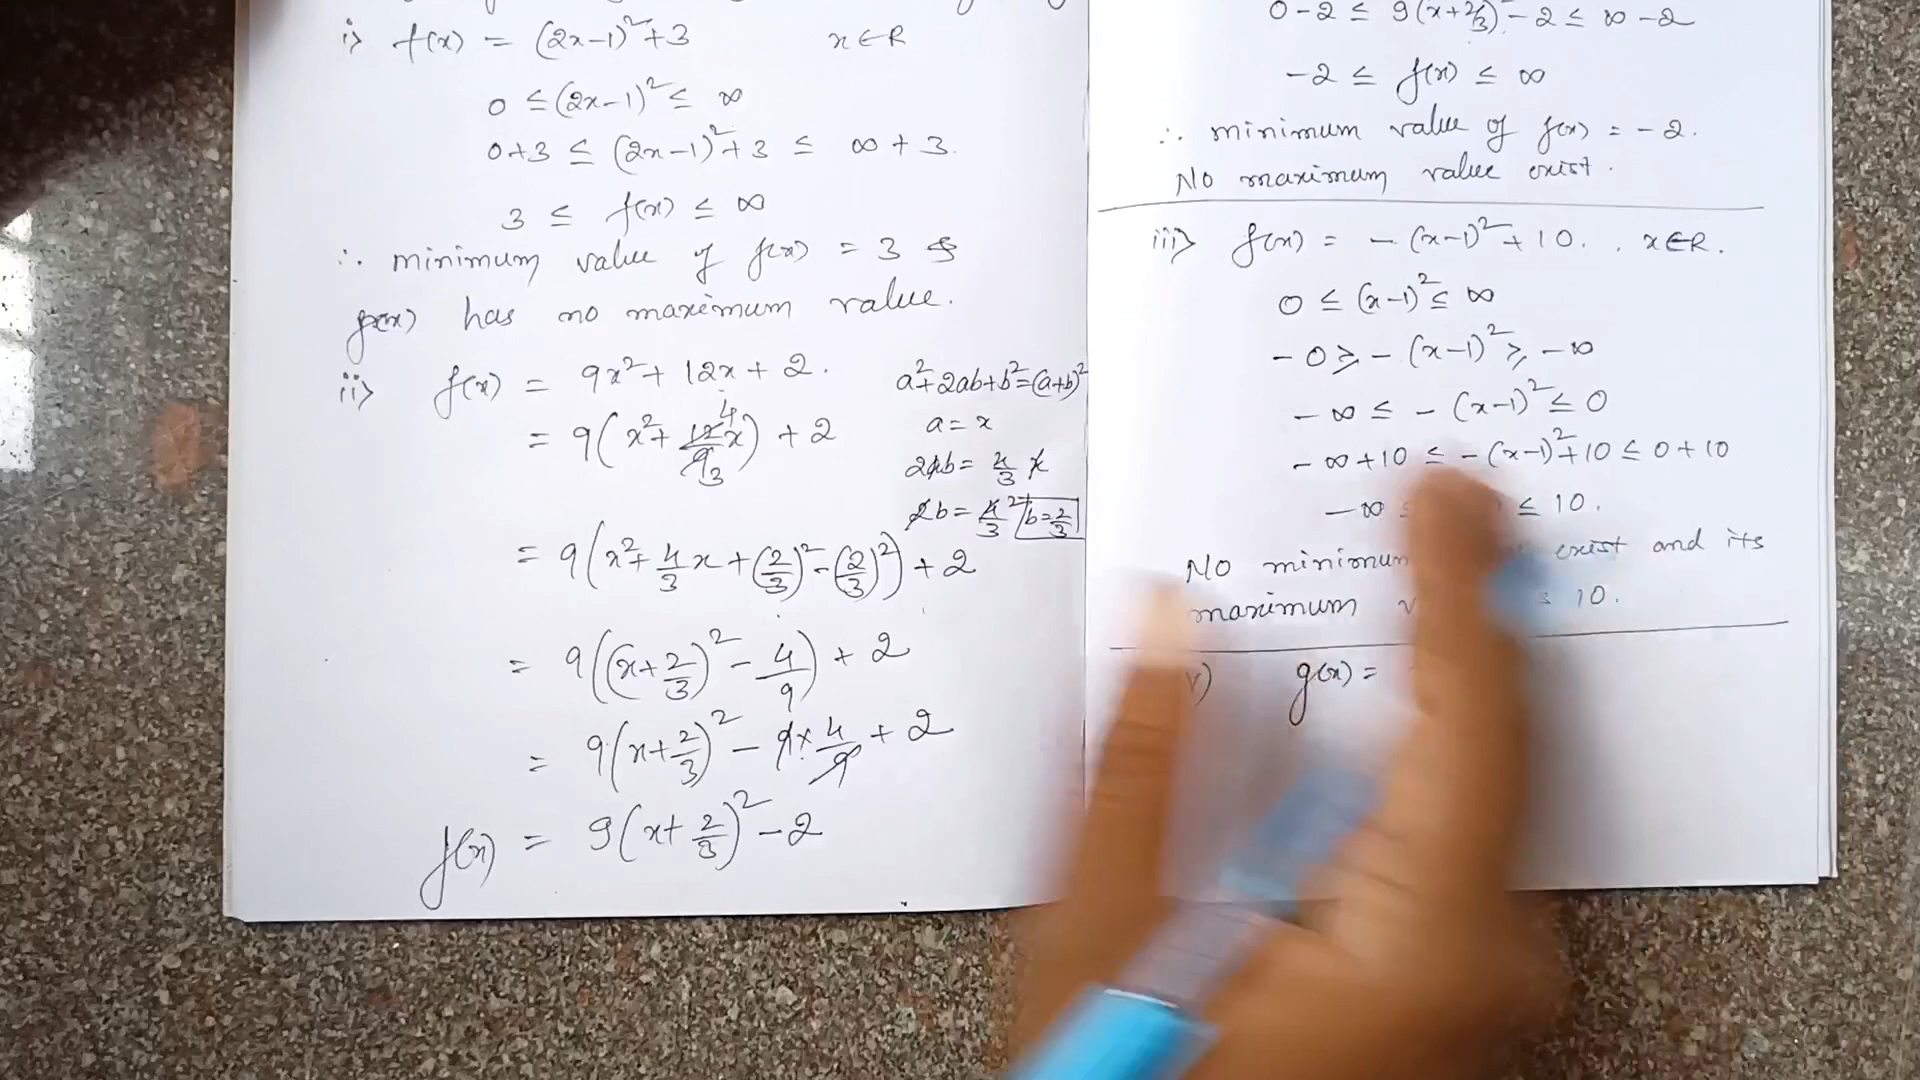 i) f(x) = (2x-1)²+3 x∈R
0 ≤ (2x-1)² ≤ ∞
0+3 ≤ (2x-1)²+3 ≤ ∞+3.
3 ≤ f(x) ≤ ∞
∴ minimum value of f(x) = 3 &
f(x) has no maximum value.
ii) f(x) = 9x²+12x+2.
= 9(x²+12/9 4/3 x)+2
a²+2ab+b²=(a+b)²
a=x
2ab = 4/3 x
2b = 4/3 2 b=2/3
= 9(x²+4/3 x+(2/3)²-(2/3)²)+2
= 9((x+2/3)²-4/9)+2
= 9(x+2/3)²-9×4/9+2
f(x) = 9(x+2/3)²-2
0-2 ≤ 9(x+2/3)²-2 ≤ ∞-2
-2 ≤ f(x) ≤ ∞
∴ minimum value of f(x) = -2.
No maximum value exist.
iii) f(x) = -(x-1)²+10., x∈R.
0 ≤ (x-1)² ≤ ∞
-0 ≥ -(x-1)² ≥ -∞
-∞ ≤ -(x-1)² ≤ 0
-∞+10 ≤ -(x-1)²+10 ≤ 0+10
-∞ ≤ ≤ 10.
No minimum exist and its
maximum 10.
v) g(x) =